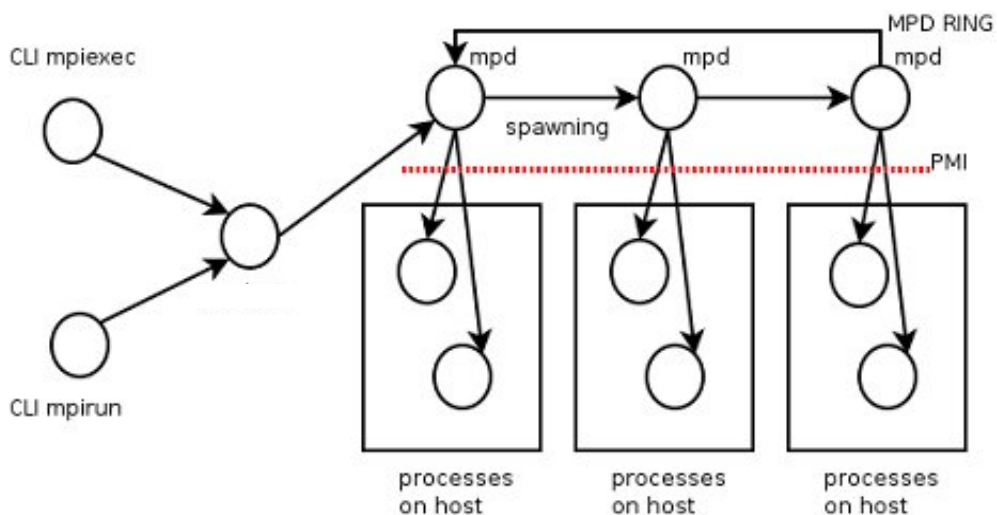 MPD RING
CLI mpiexec
mpd
mpd
mpd
spawning
PMI
CLI mpirun
processes
on host
processes
on host
processes
on host